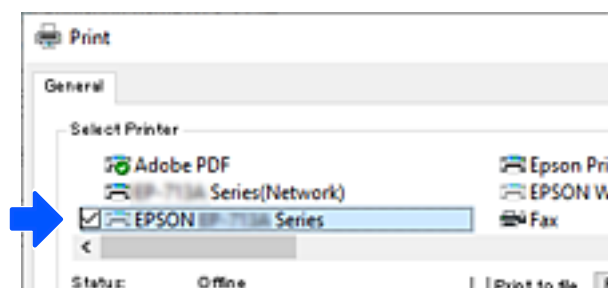 Print
General
Select Printer
Adobe PDF
Epson Pri
Series(Network)
EPSON W
EPSON Series
Fax
Status: Offline
Print to file